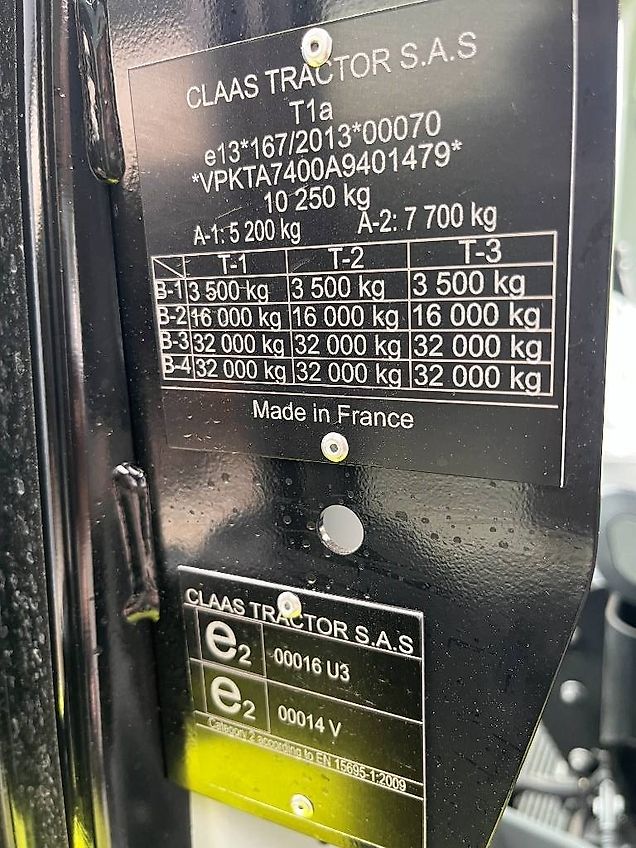 CLAAS TRACTOR S.A.S
T1a
e13*167/2013*00070
*VPKTA7400A9401479*
10 250 kg
A-1: 5 200 kg A-2: 7 700 kg
T-1 T-2 T-3
B-1 3 500 kg 3 500 kg 3 500 kg
B-2 16 000 kg 16 000 kg 16 000 kg
B-3 32 000 kg 32 000 kg 32 000 kg
B-4 32 000 kg 32 000 kg 32 000 kg
Made in France
CLAAS TRACTOR S.A.S
e2 00016 U3
e2 00014 V
Category 2 according to EN 15695-1:2009